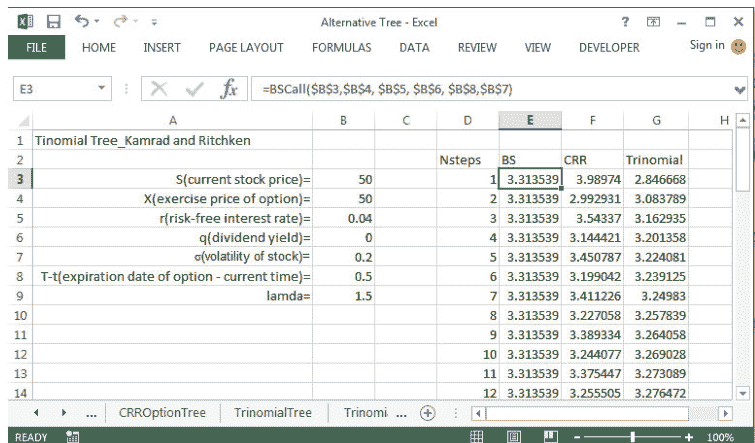 Alternative Tree - Excel
FILE HOME INSERT PAGE LAYOUT FORMULAS DATA REVIEW VIEW DEVELOPER Sign in
E3 fx =BSCall($B$3,$B$4, $B$5, $B$6, $B$8,$B$7)
A B C D E F G H
1 Tinomial Tree_Kamrad and Ritchken
2 Nsteps BS CRR Trinomial
3 S(current stock price)= 50 1 3.313539 3.98974 2.846668
4 X(exercise price of option)= 50 2 3.313539 2.992931 3.083789
5 r(risk-free interest rate)= 0.04 3 3.313539 3.54337 3.162935
6 q(dividend yield)= 0 4 3.313539 3.144421 3.201358
7 σ(volatility of stock)= 0.2 5 3.313539 3.450787 3.224081
8 T-t(expiration date of option - current time)= 0.5 6 3.313539 3.199042 3.239125
9 lamda= 1.5 7 3.313539 3.411226 3.24983
10 8 3.313539 3.227058 3.257839
11 9 3.313539 3.389334 3.264058
12 10 3.313539 3.244077 3.269028
13 11 3.313539 3.375447 3.273089
14 12 3.313539 3.255505 3.276472
... CRROptionTree TrinomialTree Trinomi ...
READY 100%